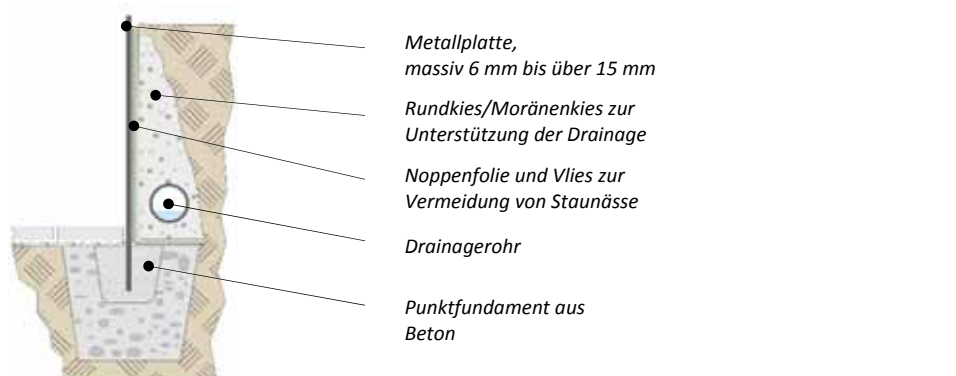 Metallplatte,
massiv 6 mm bis über 15 mm
Rundkies/Moränenkies zur
Unterstützung der Drainage
Noppenfolie und Vlies zur
Vermeidung von Staunässe
Drainagerohr
Punktfundament aus
Beton